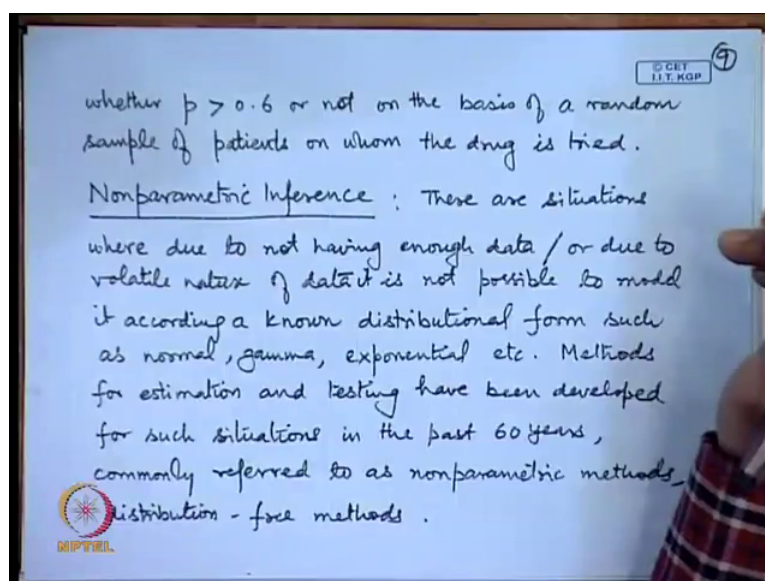 © CET
I.I.T. KGP
9
whether p > 0.6 or not on the basis of a random
sample of patients on whom the drug is tried.
Nonparametric Inference : There are situations
where due to not having enough data / or due to
volatile nature of data it is not possible to model
it according a known distributional form such
as normal, gamma, exponential etc. Methods
for estimation and testing have been developed
for such situations in the past 60 years,
commonly referred to as nonparametric methods,
distribution - free methods.
NPTEL